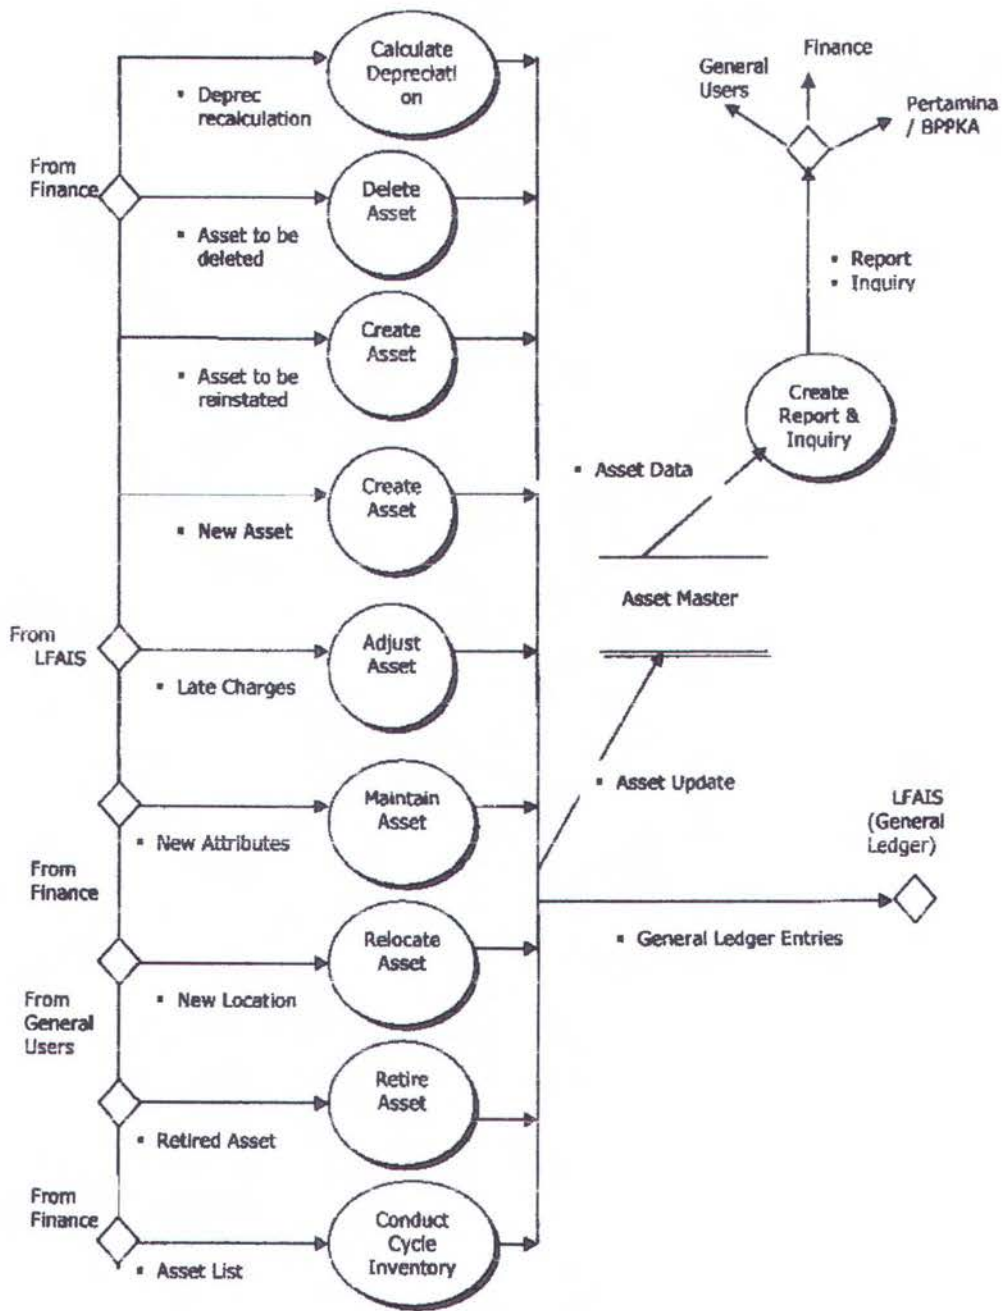 Calculate
Depreciati
on
▪ Deprec
recalculation
From
Finance
Delete
Asset
▪ Asset to be
deleted
Create
Asset
▪ Asset to be
reinstated
Create
Asset
▪ New Asset
From
LFAIS
Adjust
Asset
▪ Late Charges
Maintain
Asset
▪ New Attributes
From
Finance
Relocate
Asset
▪ New Location
From
General
Users
Retire
Asset
▪ Retired Asset
From
Finance
Conduct
Cycle
Inventory
▪ Asset List
Finance
General
Users
Pertamina
/ BPPKA
▪ Report
▪ Inquiry
Create
Report &
Inquiry
▪ Asset Data
Asset Master
▪ Asset Update
LFAIS
(General
Ledger)
▪ General Ledger Entries